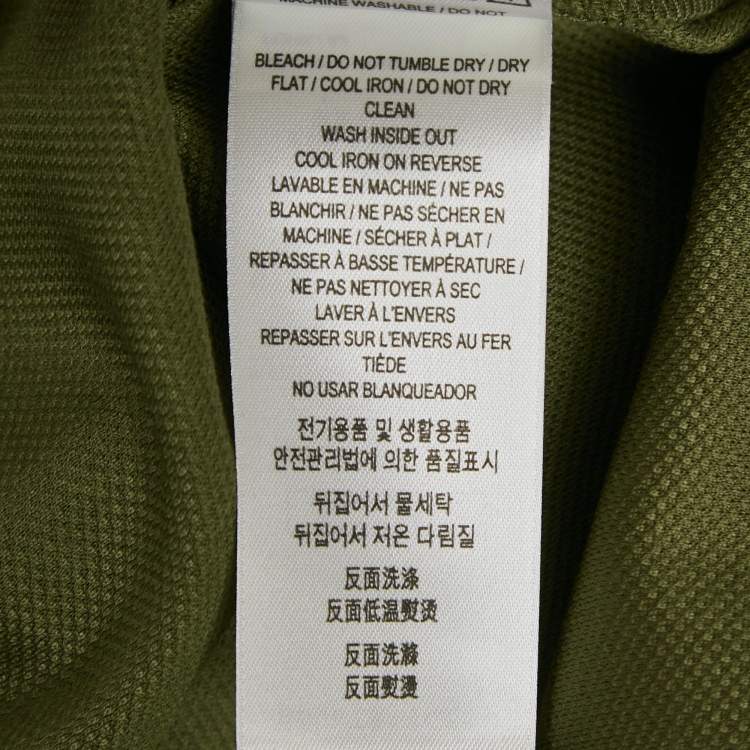 MACHINE WASHABLE / DO NOT
BLEACH / DO NOT TUMBLE DRY / DRY
FLAT / COOL IRON / DO NOT DRY
CLEAN
WASH INSIDE OUT
COOL IRON ON REVERSE
LAVABLE EN MACHINE / NE PAS
BLANCHIR / NE PAS SÉCHER EN
MACHINE / SÉCHER À PLAT /
REPASSER À BASSE TEMPÉRATURE /
NE PAS NETTOYER À SEC
LAVER À L'ENVERS
REPASSER SUR L'ENVERS AU FER
TIÈDE
NO USAR BLANQUEADOR
전기용품 및 생활용품
안전관리법에 의한 품질표시
뒤집어서 물세탁
뒤집어서 저온 다림질
反面洗涤
反面低温熨烫
反面洗滌
反面熨燙